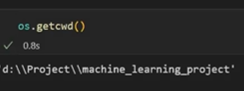 os.getcwd()
✓ 0.8s
'd:\\Project\\machine_learning_project'